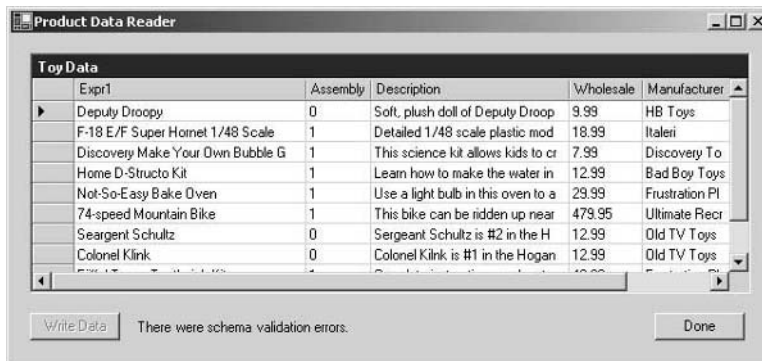 Product Data Reader
Toy Data
Expr1 Assembly Description Wholesale Manufacturer
Deputy Droopy 0 Soft, plush doll of Deputy Droop 9.99 HB Toys
F-18 E/F Super Hornet 1/48 Scale 1 Detailed 1/48 scale plastic mod 18.99 Italeri
Discovery Make Your Own Bubble G 1 This science kit allows kids to cr 7.99 Discovery To
Home D-Structo Kit 1 Learn how to make the water in 12.99 Bad Boy Toys
Not-So-Easy Bake Oven 1 Use a light bulb in this oven to a 29.99 Frustration Pl
74-speed Mountain Bike 1 This bike can be ridden up near 479.95 Ultimate Recr
Seargent Schultz 0 Sergeant Schultz is #2 in the H 12.99 Old TV Toys
Colonel Klink 0 Colonel Kilnk is #1 in the Hogan 12.99 Old TV Toys
Write Data There were schema validation errors. Done